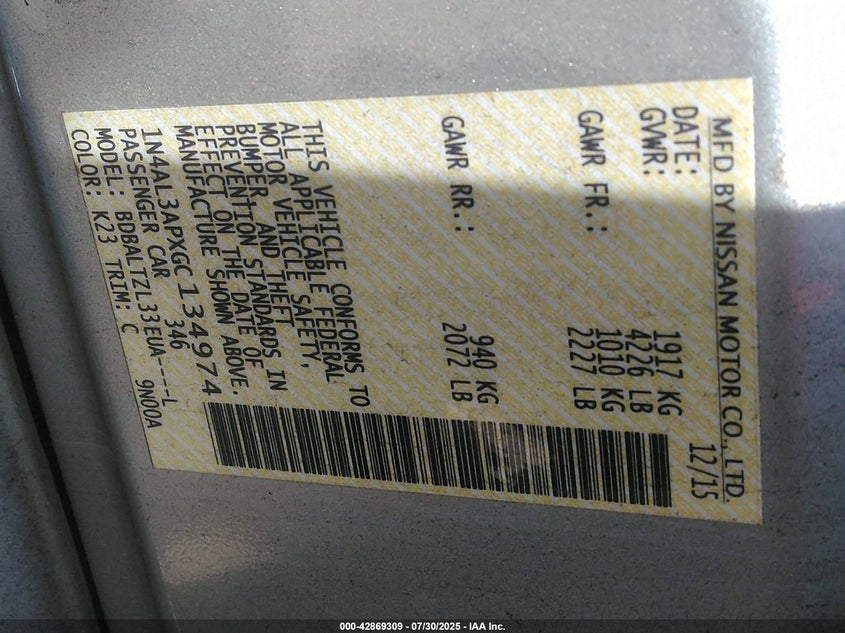 MFD BY NISSAN MOTOR CO., LTD.
DATE: 12/15
GVWR: 1917 KG
4226 LB
GAWR FR.: 1010 KG
2227 LB
GAWR RR.: 940 KG
2072 LB
THIS VEHICLE CONFORMS TO
ALL APPLICABLE FEDERAL
MOTOR VEHICLE SAFETY,
BUMPER, AND THEFT
PREVENTION STANDARDS IN
EFFECT ON THE DATE OF
MANUFACTURE SHOWN ABOVE.
1N4AL3APXGC134974
PASSENGER CAR 346
MODEL: BDBALTZL33EUA----L
COLOR: K23 TRIM: C 9N00A
000-42869309 - 07/30/2025 - IAA Inc.